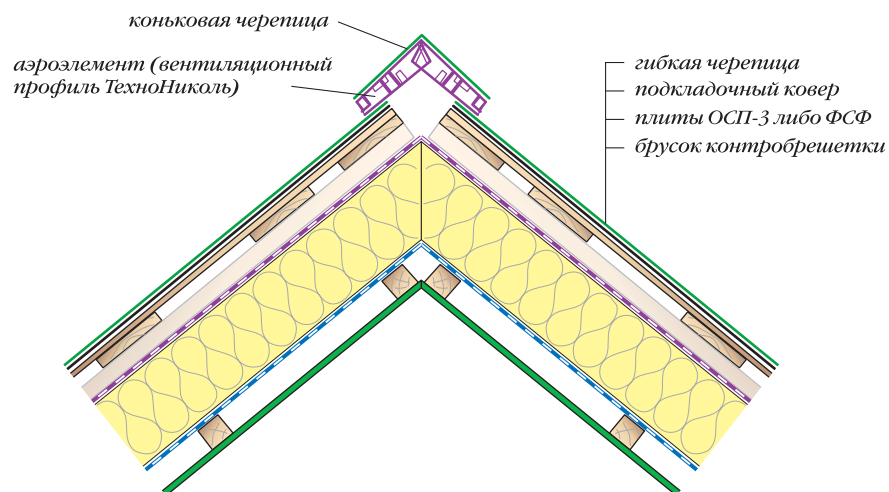 коньковая черепица
аэроэлемент (вентиляционный
профиль ТехноНиколь)
гибкая черепица
подкладочный ковер
плиты ОСП-3 либо ФСФ
брусок контробрешетки